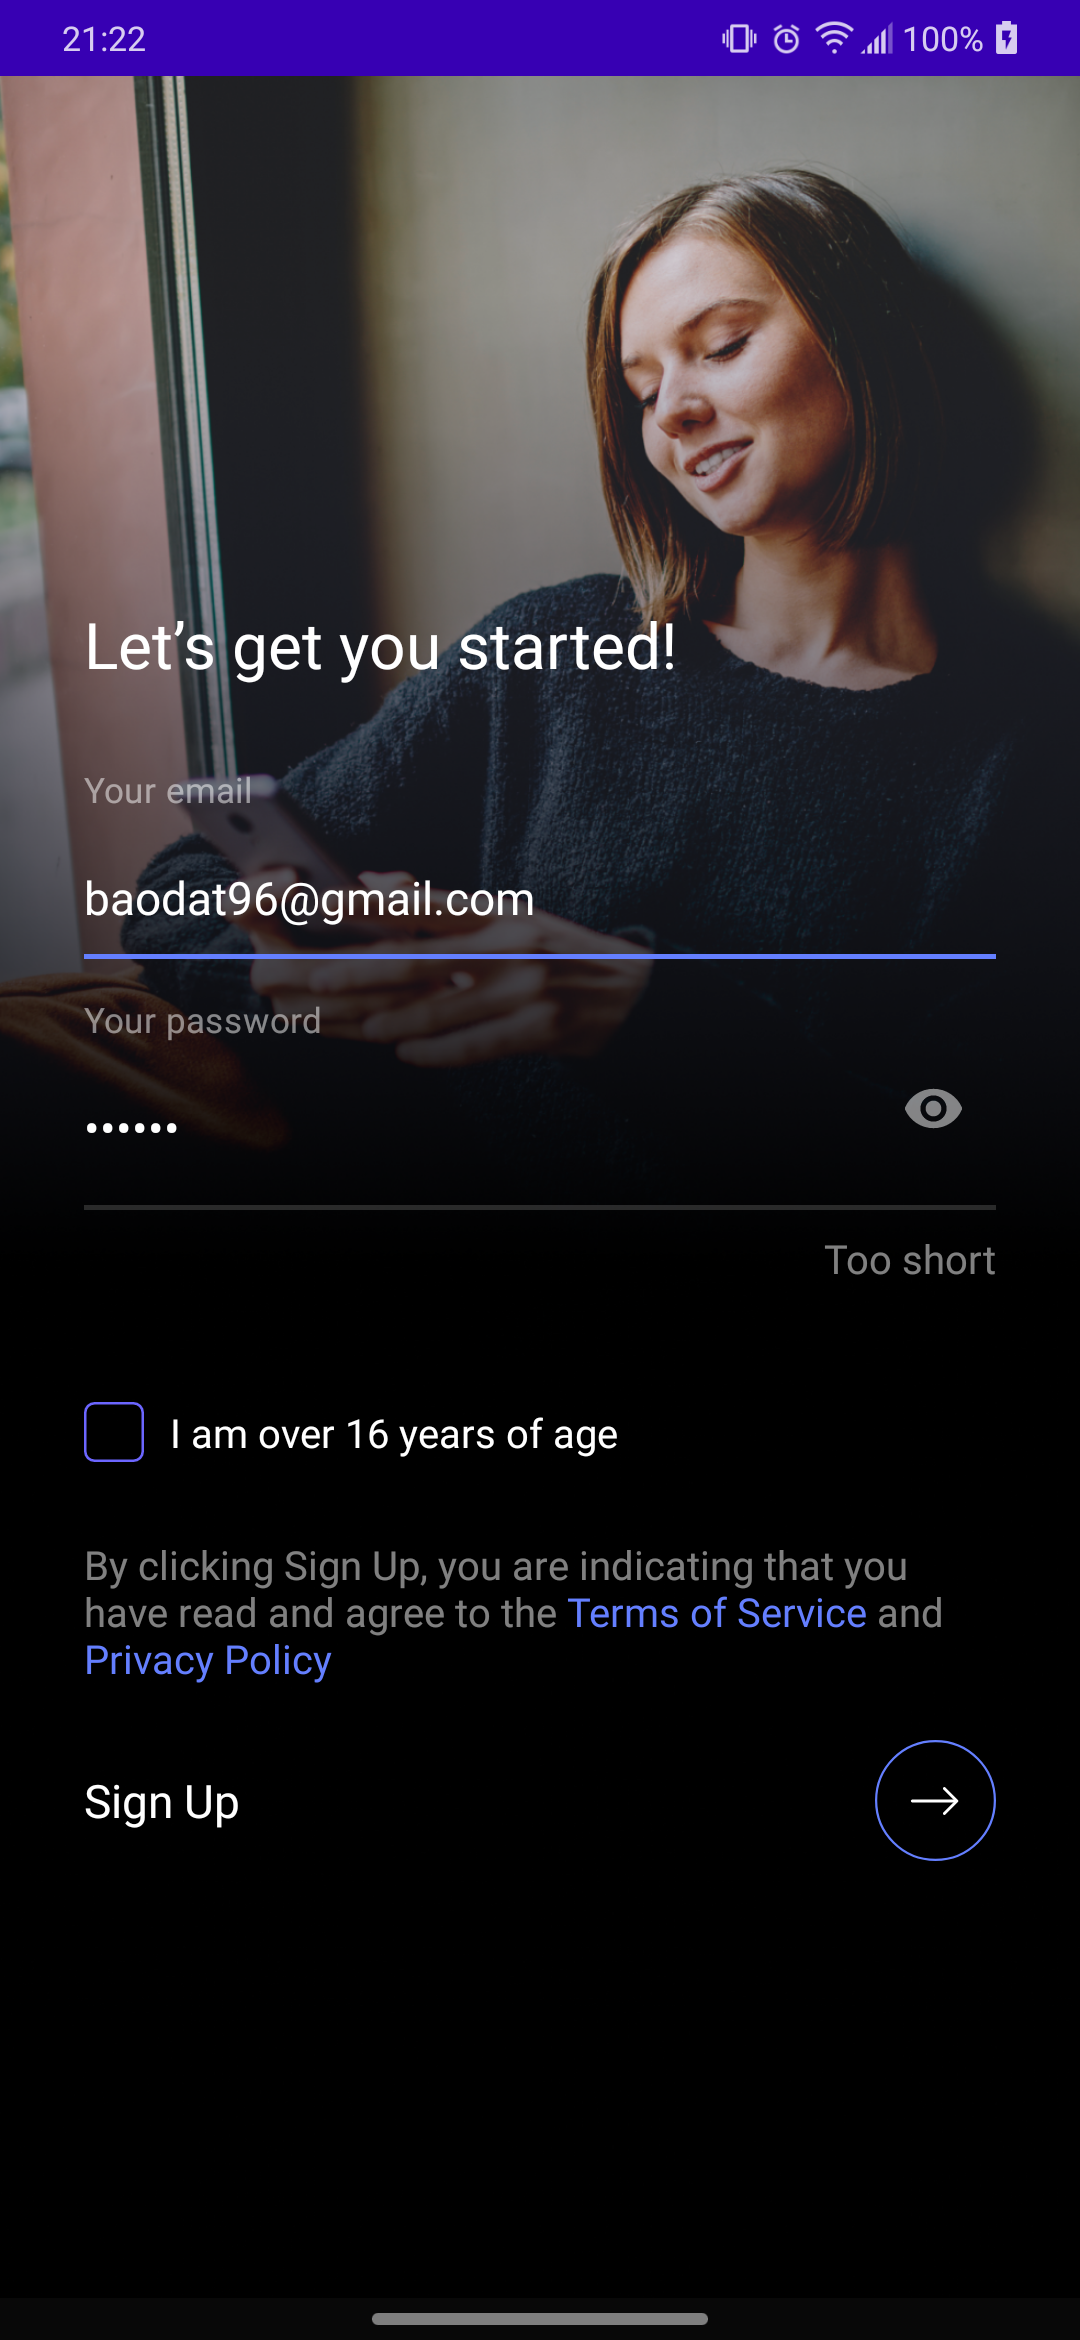 21:22 100%
Let’s get you started!
Your email
baodat96@gmail.com
Your password
••••••
Too short
I am over 16 years of age
By clicking Sign Up, you are indicating that you
have read and agree to the Terms of Service and
Privacy Policy
Sign Up